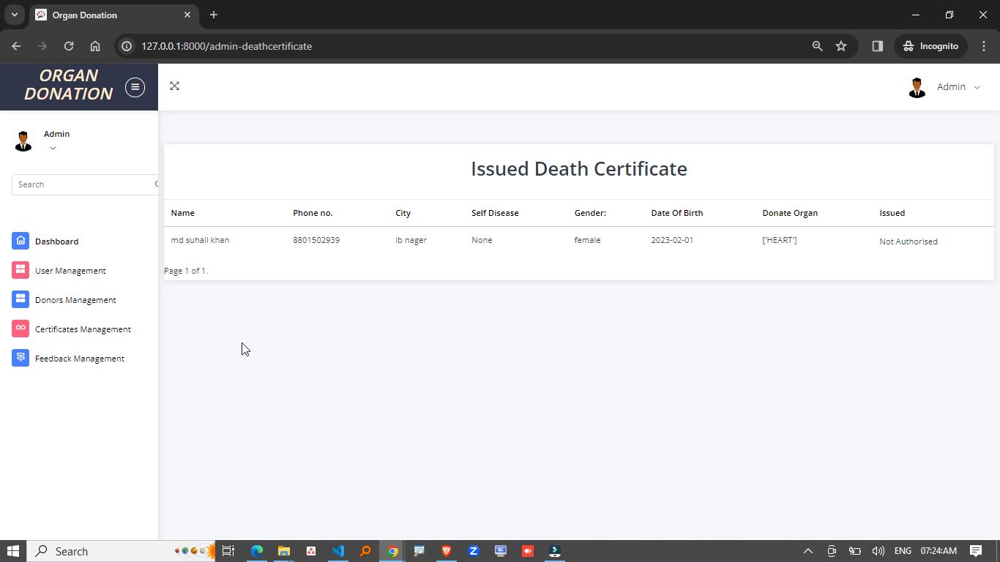 Organ Donation
127.0.0.1:8000/admin-deathcertificate
Incognito
ORGAN
DONATION
Admin
Admin
Search
Dashboard
User Management
Donors Management
Certificates Management
Feedback Management
Issued Death Certificate
Name Phone no. City Self Disease Gender: Date Of Birth Donate Organ Issued
md suhail khan 8801502939 lb nager None female 2023-02-01 ['HEART'] Not Authorised
Page 1 of 1.
Search
ENG 07:24AM